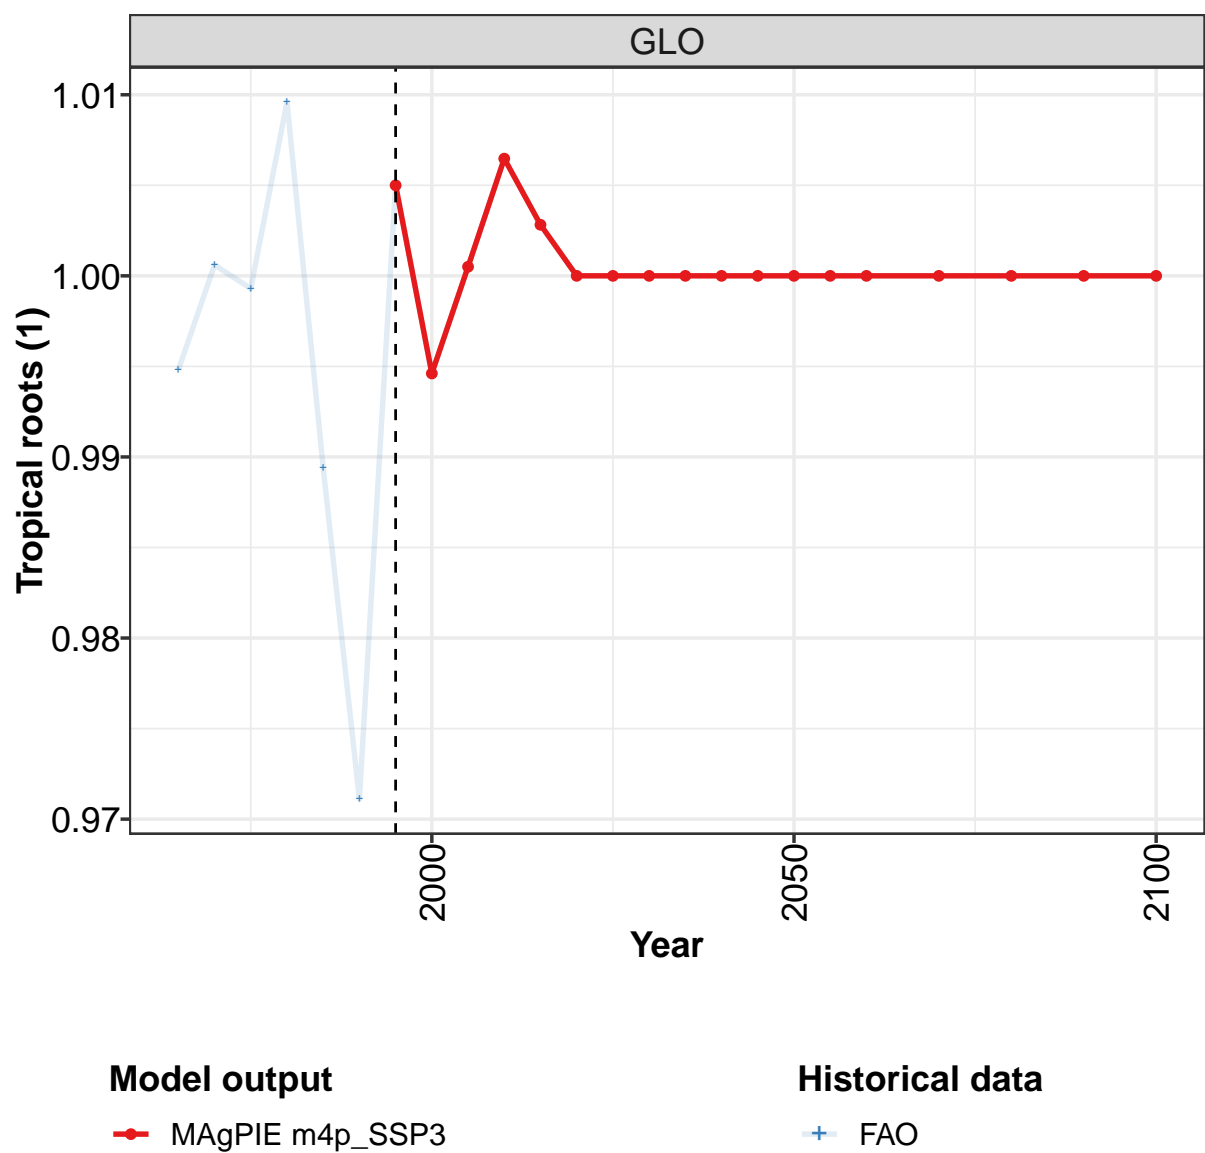 GLO
1.01
1.00
0.99
0.98
0.97
Tropical roots (1)
2000
2050
2100
Year
Model output
MAgPIE m4p_SSP3
Historical data
FAO